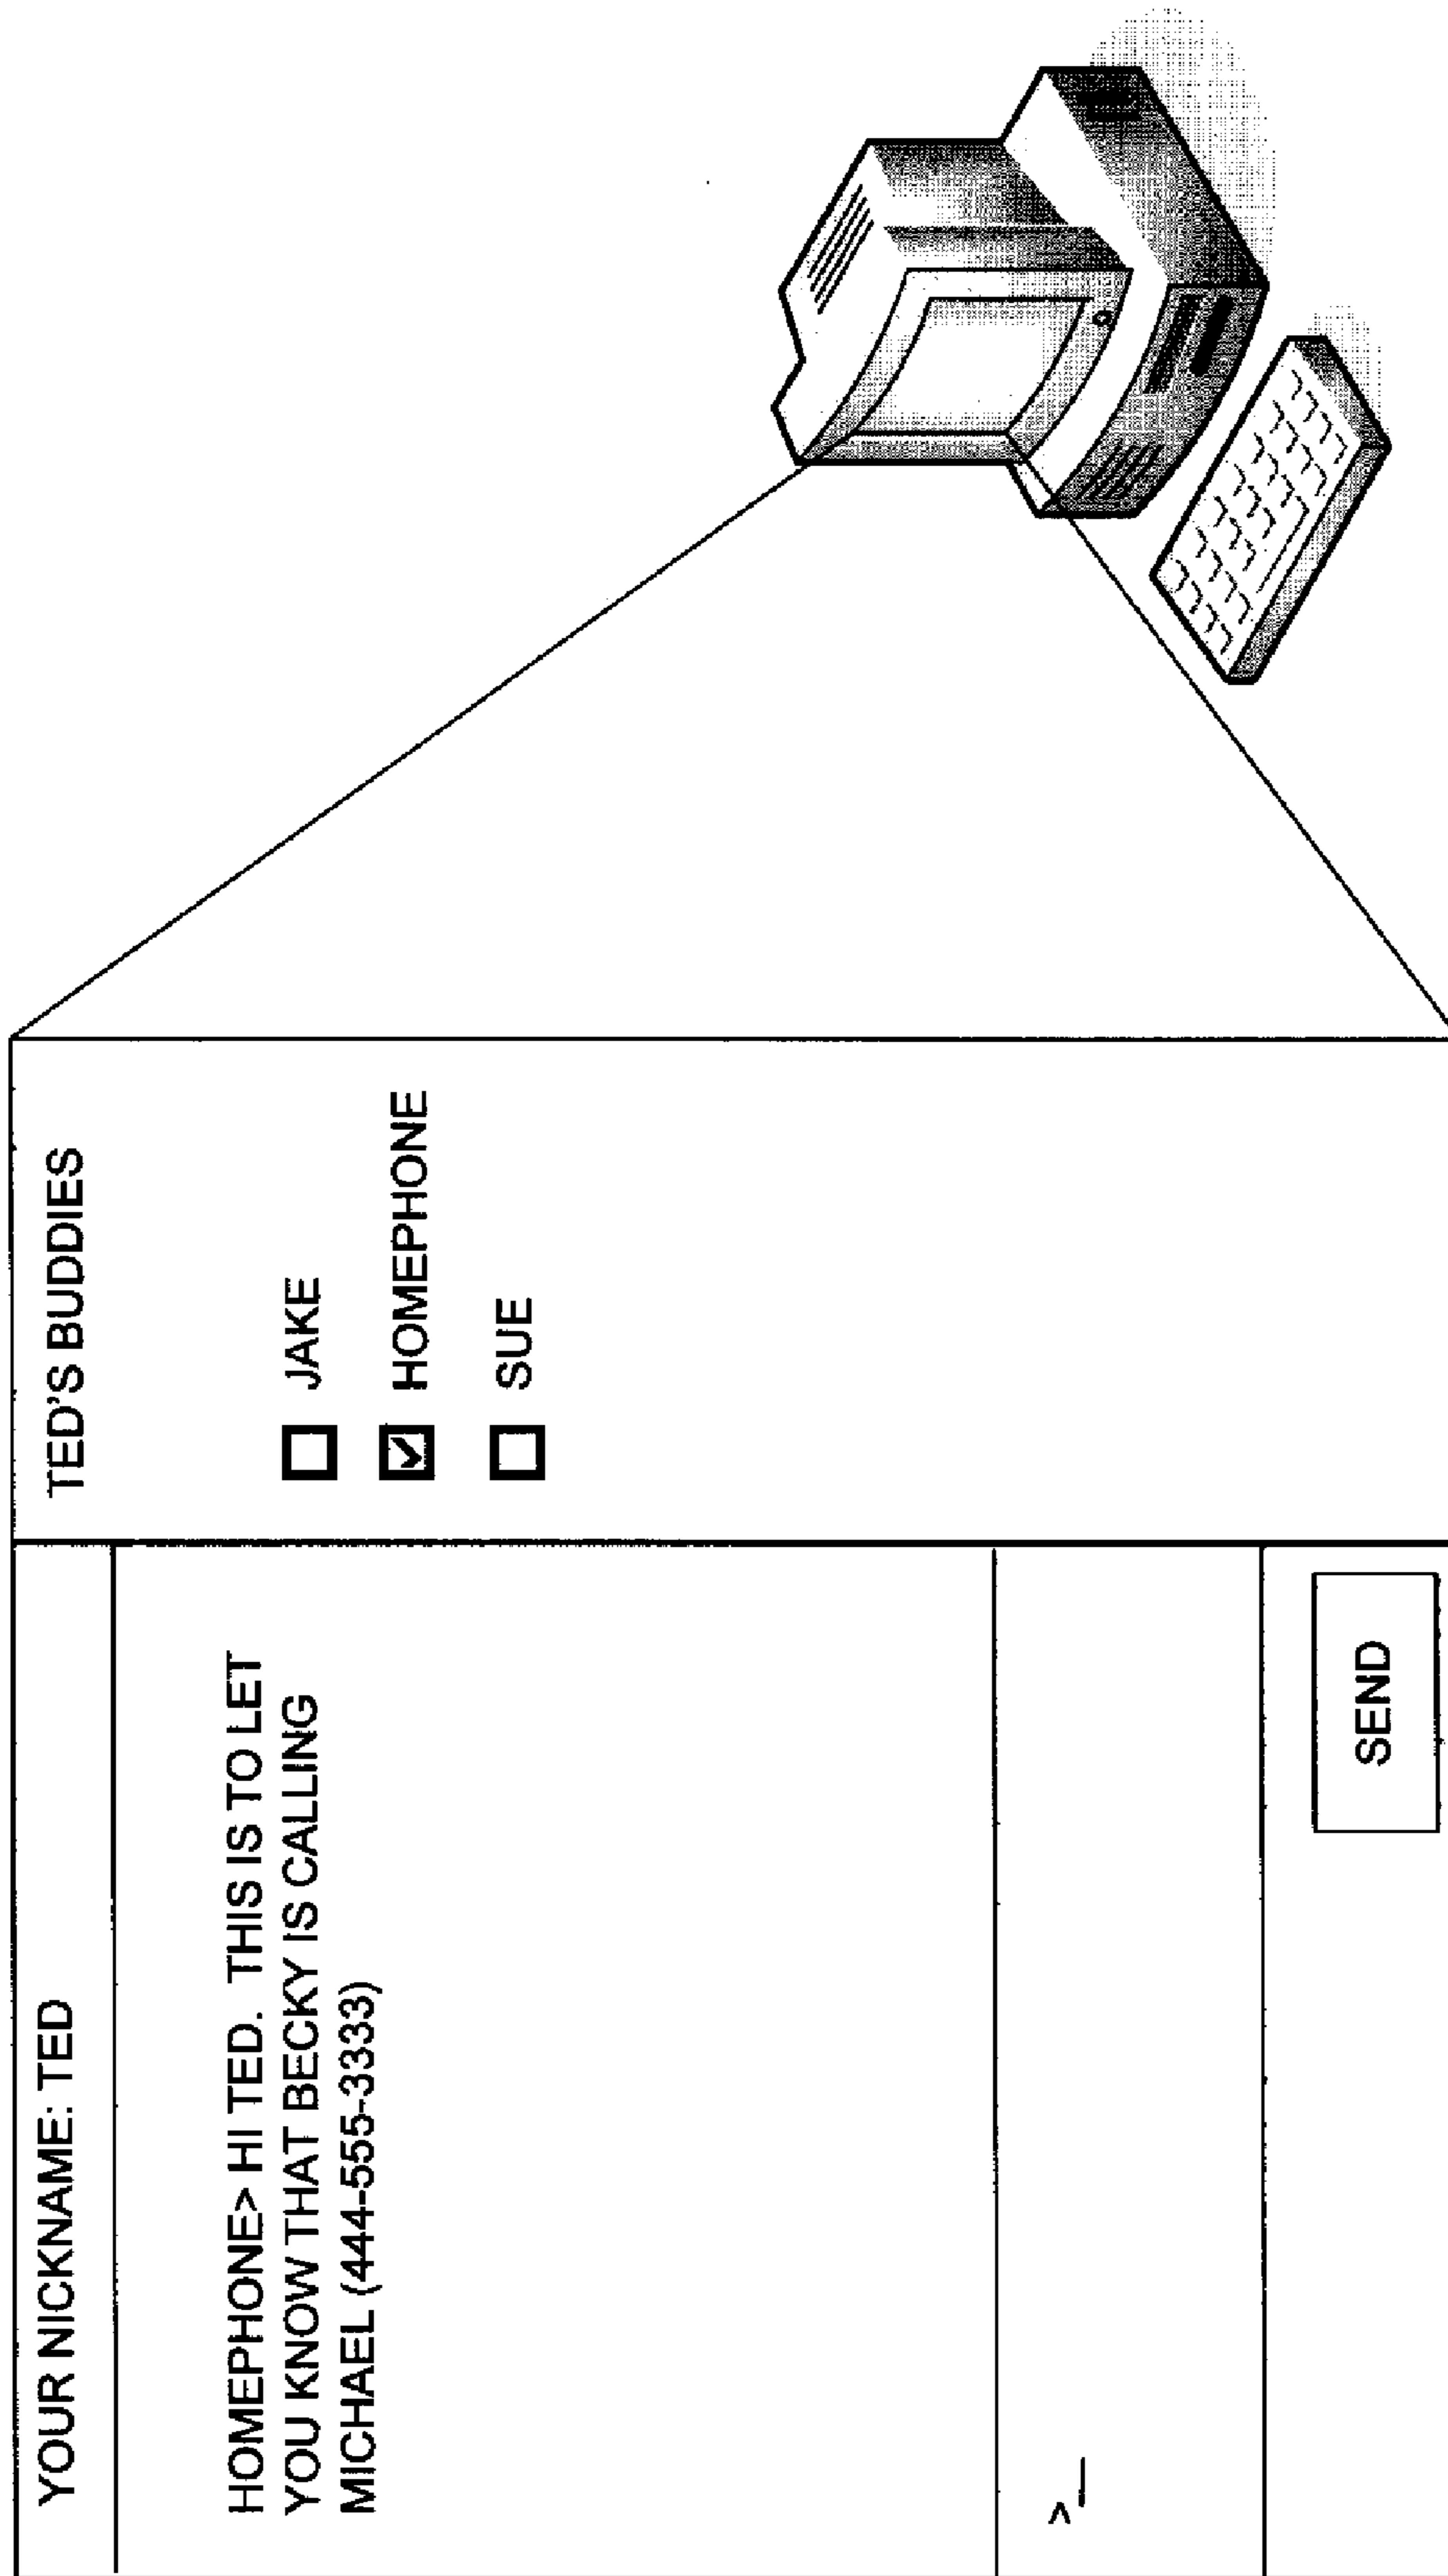 YOUR NICKNAME: TED
HOMEPHONE> HI TED.  THIS IS TO LET
YOU KNOW THAT BECKY IS CALLING
MICHAEL (444-555-3333)
>_
SEND
TED'S BUDDIES
JAKE
HOMEPHONE
SUE